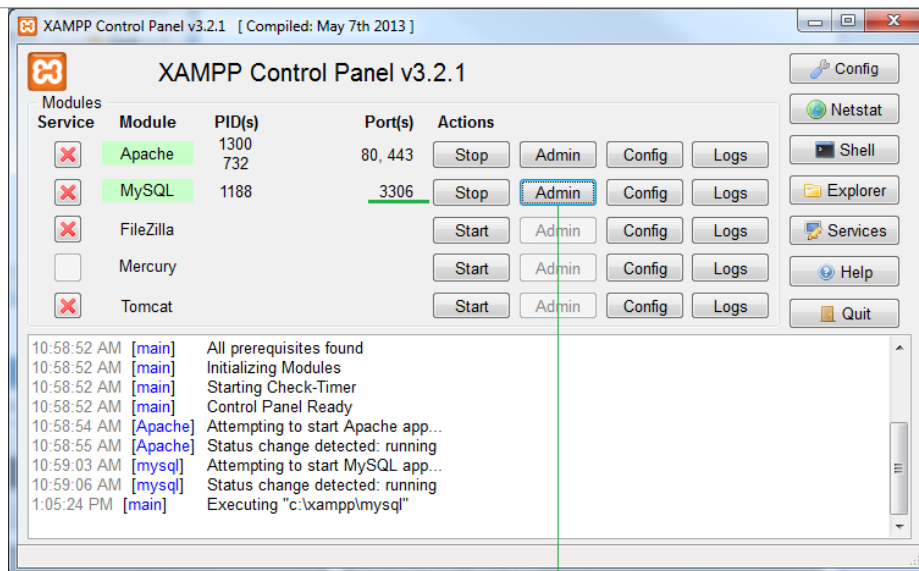 XAMPP Control Panel v3.2.1 [ Compiled: May 7th 2013 ]
XAMPP Control Panel v3.2.1
Config
Modules
Service Module PID(s) Port(s) Actions
Netstat
Apache 1300 732 80, 443 Stop Admin Config Logs
Shell
MySQL 1188 3306 Stop Admin Config Logs
Explorer
FileZilla Start Admin Config Logs
Services
Mercury Start Admin Config Logs
Help
Tomcat Start Admin Config Logs
Quit
10:58:52 AM [main] All prerequisites found
10:58:52 AM [main] Initializing Modules
10:58:52 AM [main] Starting Check-Timer
10:58:52 AM [main] Control Panel Ready
10:58:54 AM [Apache] Attempting to start Apache app...
10:58:55 AM [Apache] Status change detected: running
10:59:03 AM [mysql] Attempting to start MySQL app...
10:59:06 AM [mysql] Status change detected: running
1:05:24 PM [main] Executing "c:\xampp\mysql"